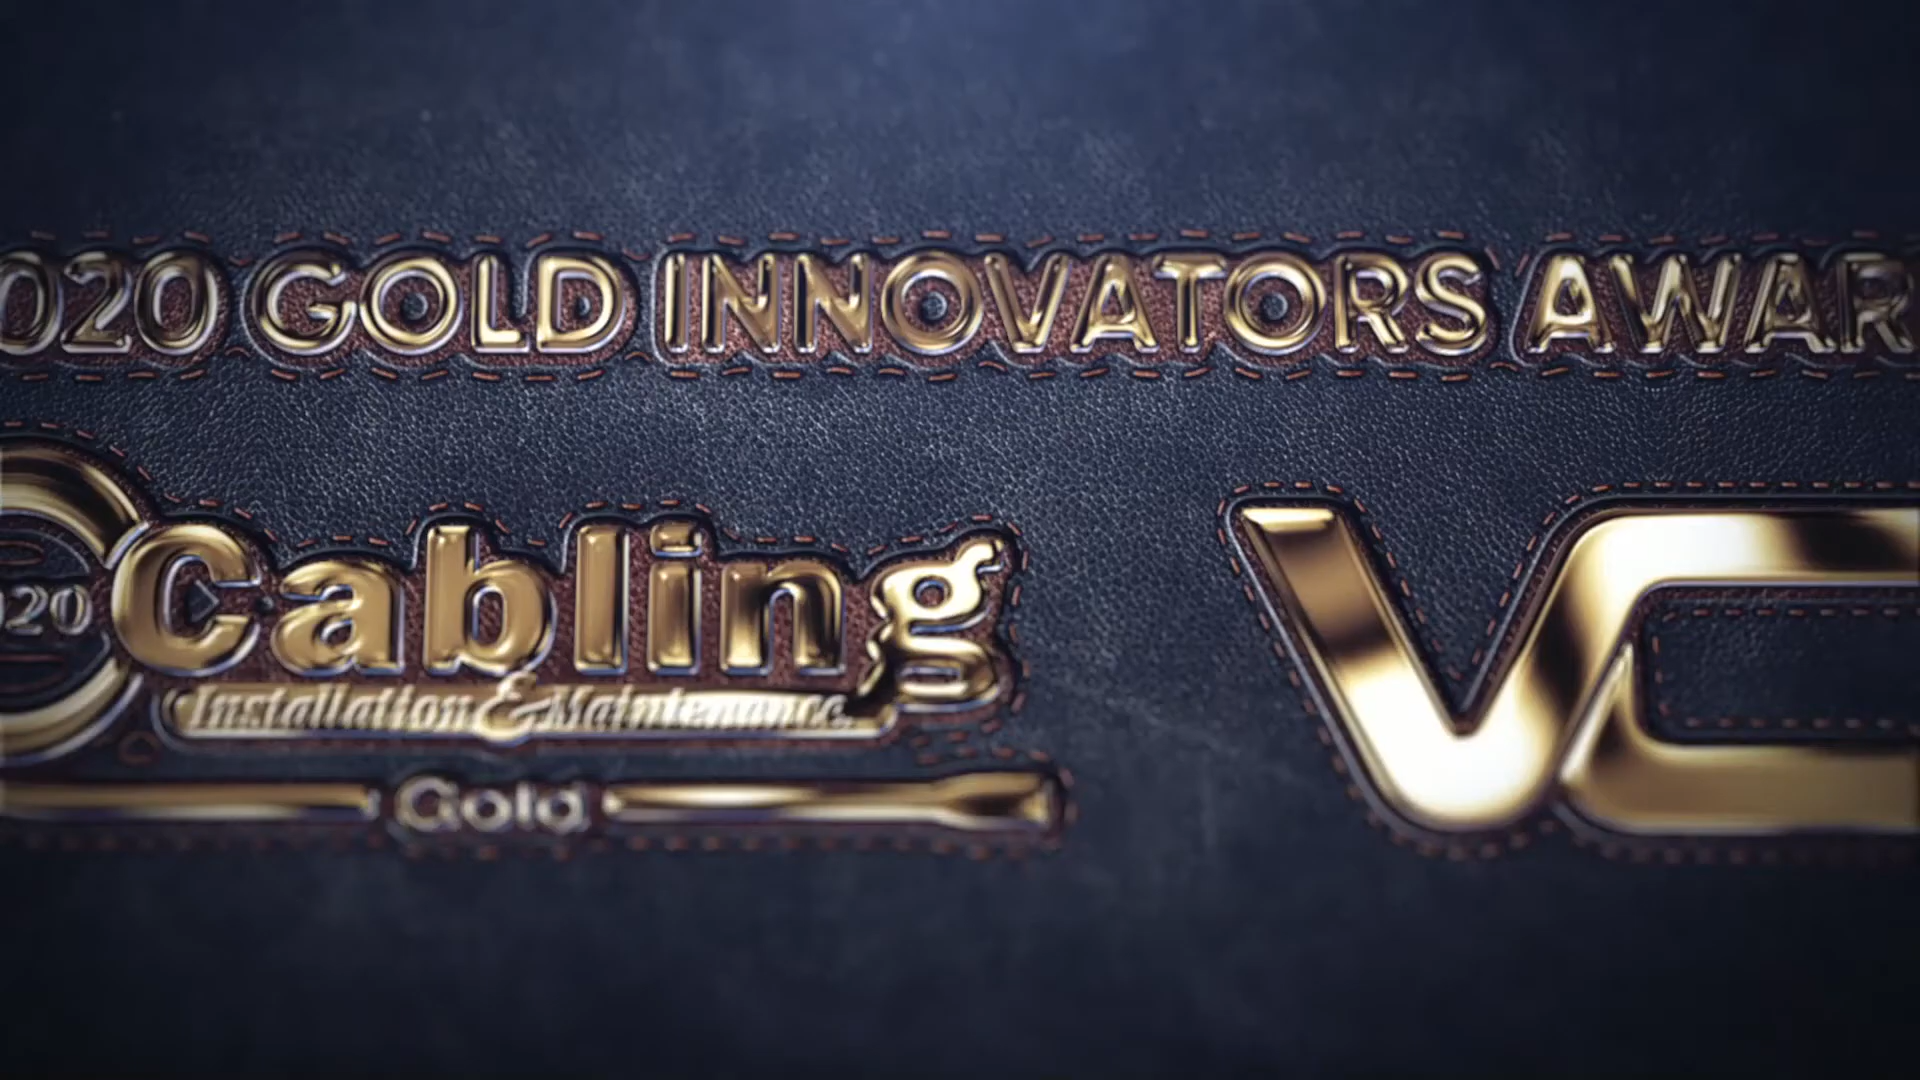 020 GOLD INNOVATORS AWAR
020
Cabling
Installation & Maintenance.
Gold
VC